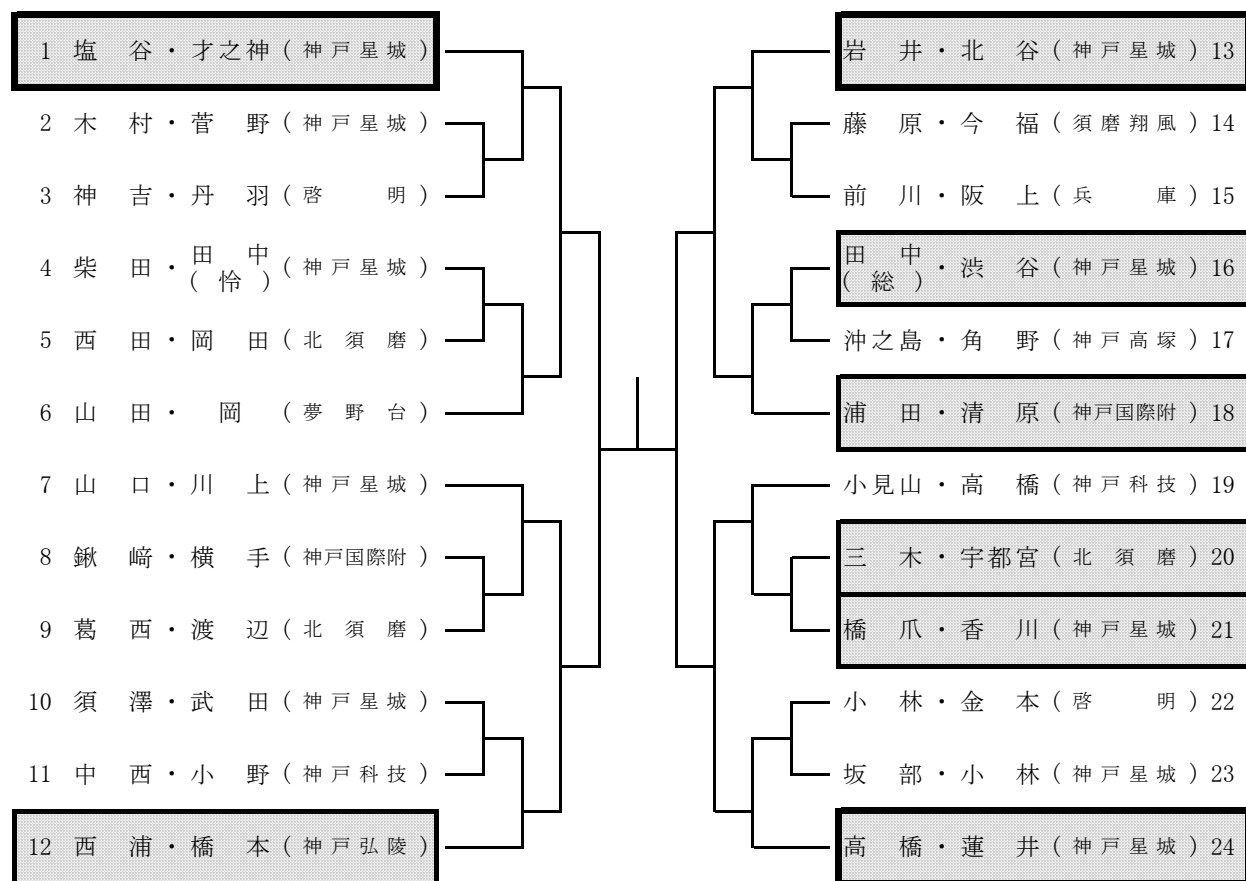 1 塩 谷・才之神(神戸星城)
2 木 村・菅 野(神戸星城)
3 神 吉・丹 羽(啓 明)
4 柴 田・田 中(怜)(神戸星城)
5 西 田・岡 田(北須磨)
6 山 田・ 岡 (夢野台)
7 山 口・川 上(神戸星城)
8 鍬 﨑・横 手(神戸国際附)
9 葛 西・渡 辺(北須磨)
10 須 澤・武 田(神戸星城)
11 中 西・小 野(神戸科技)
12 西 浦・橋 本(神戸弘陵)
岩 井・北 谷(神戸星城)13
藤 原・今 福(須磨翔風)14
前 川・阪 上(兵 庫)15
田 中(総)・渋 谷(神戸星城)16
沖之島・角 野(神戸高塚)17
浦 田・清 原(神戸国際附)18
小見山・高 橋(神戸科技)19
三 木・宇都宮(北須磨)20
橋 爪・香 川(神戸星城)21
小 林・金 本(啓 明)22
坂 部・小 林(神戸星城)23
高 橋・蓮 井(神戸星城)24